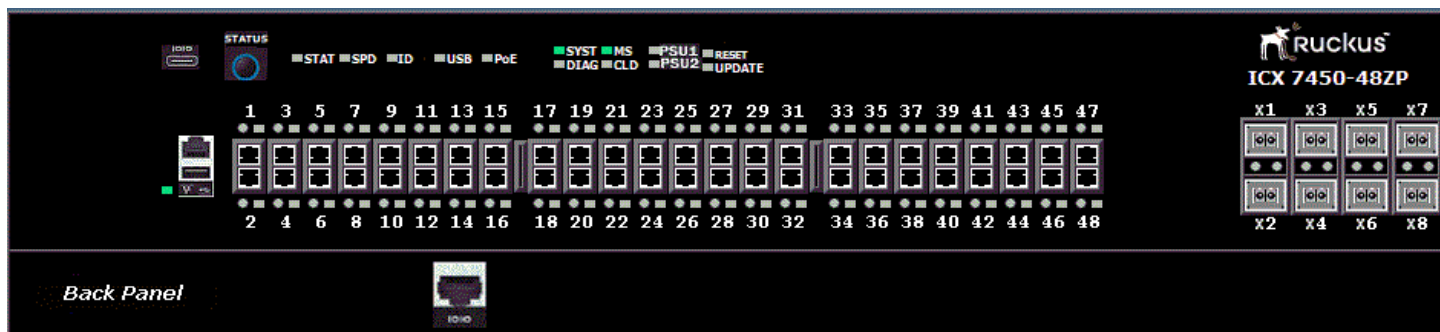 IOIO
STATUS
STAT SPD ID USB PoE
SYST MS PSU1 RESET
DIAG CLD PSU2 UPDATE
Ruckus
ICX 7450-48ZP
1 3 5 7 9 11 13 15 17 19 21 23 25 27 29 31 33 35 37 39 41 43 45 47
X1 X3 X5 X7
2 4 6 8 10 12 14 16 18 20 22 24 26 28 30 32 34 36 38 40 42 44 46 48
X2 X4 X6 X8
Back Panel
IOIO